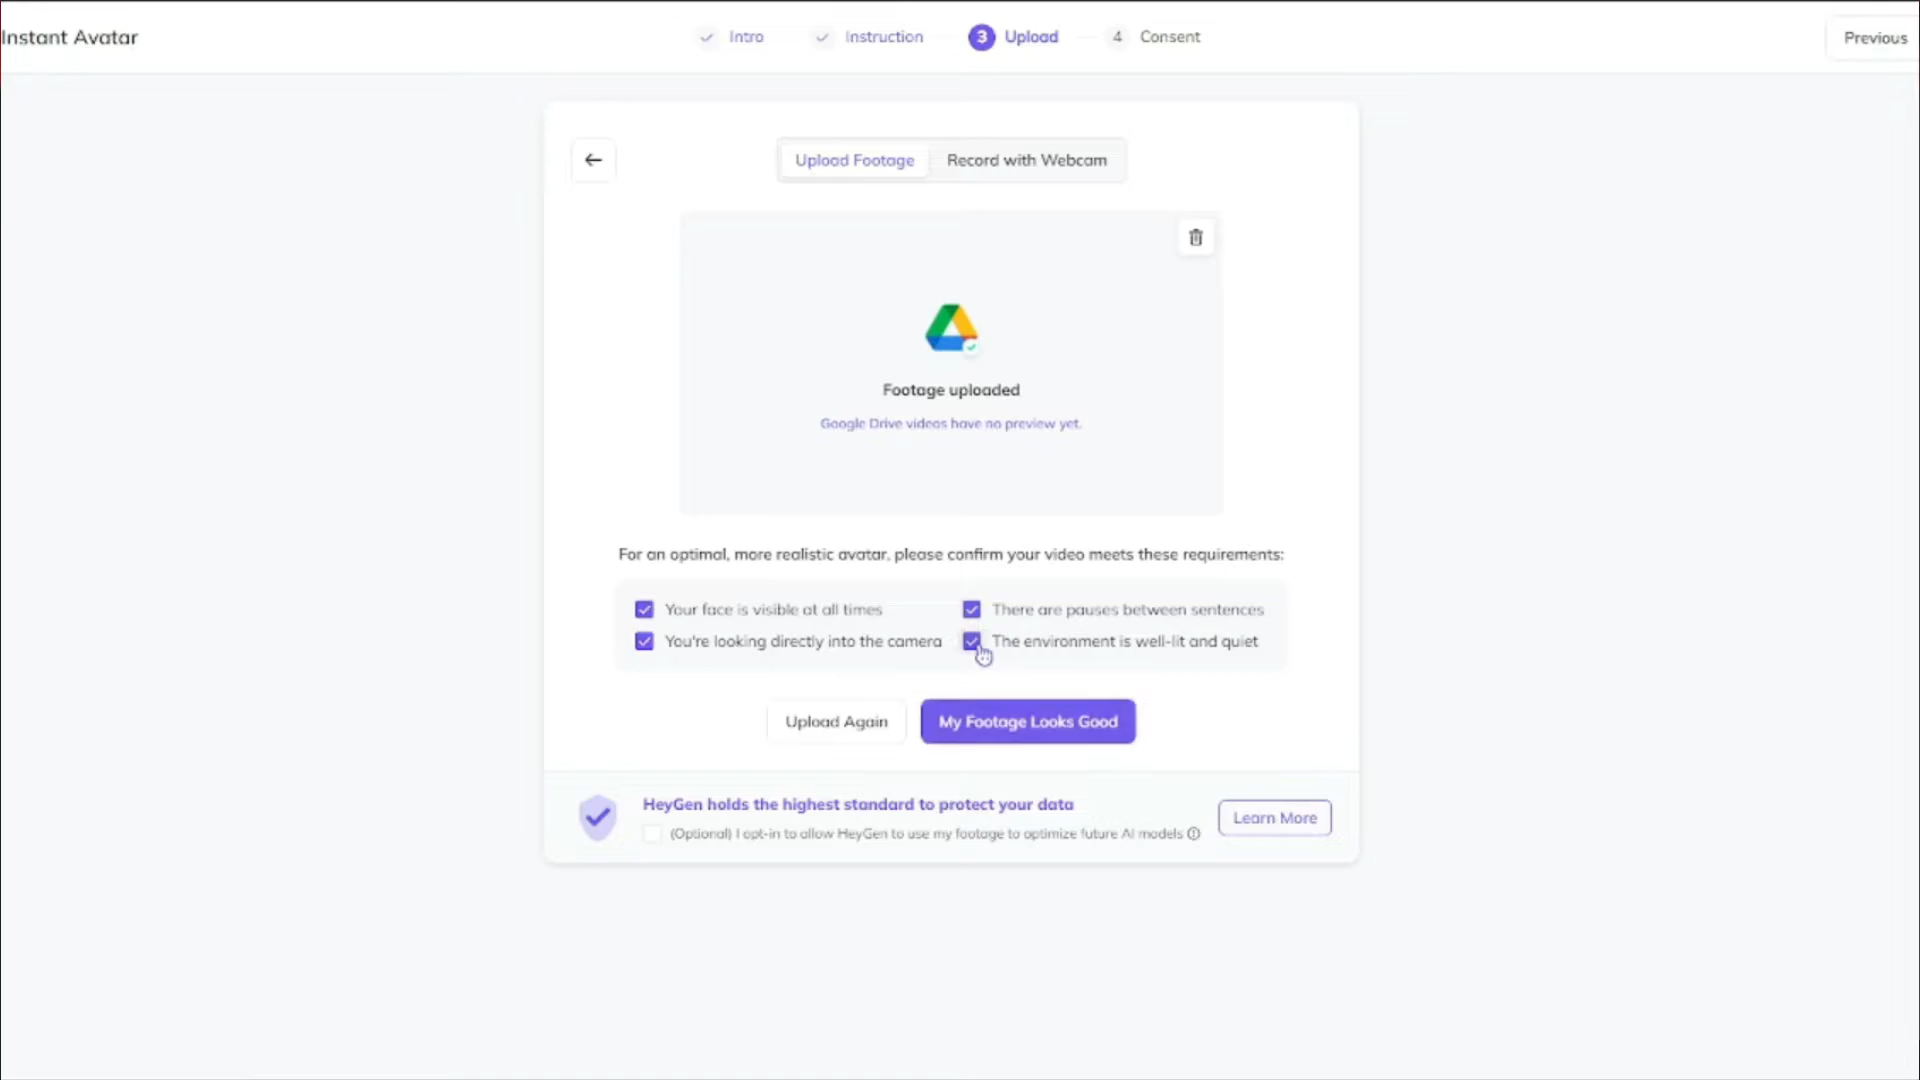 Instant Avatar
Intro
Instruction
3 Upload
4 Consent
Previous
Upload Footage
Record with Webcam
Footage uploaded
Google Drive videos have no preview yet.
For an optimal, more realistic avatar, please confirm your video meets these requirements:
Your face is visible at all times
There are pauses between sentences
You're looking directly into the camera
The environment is well-lit and quiet
Upload Again
My Footage Looks Good
HeyGen holds the highest standard to protect your data
(Optional) I opt-in to allow HeyGen to use my footage to optimize future AI models
Learn More